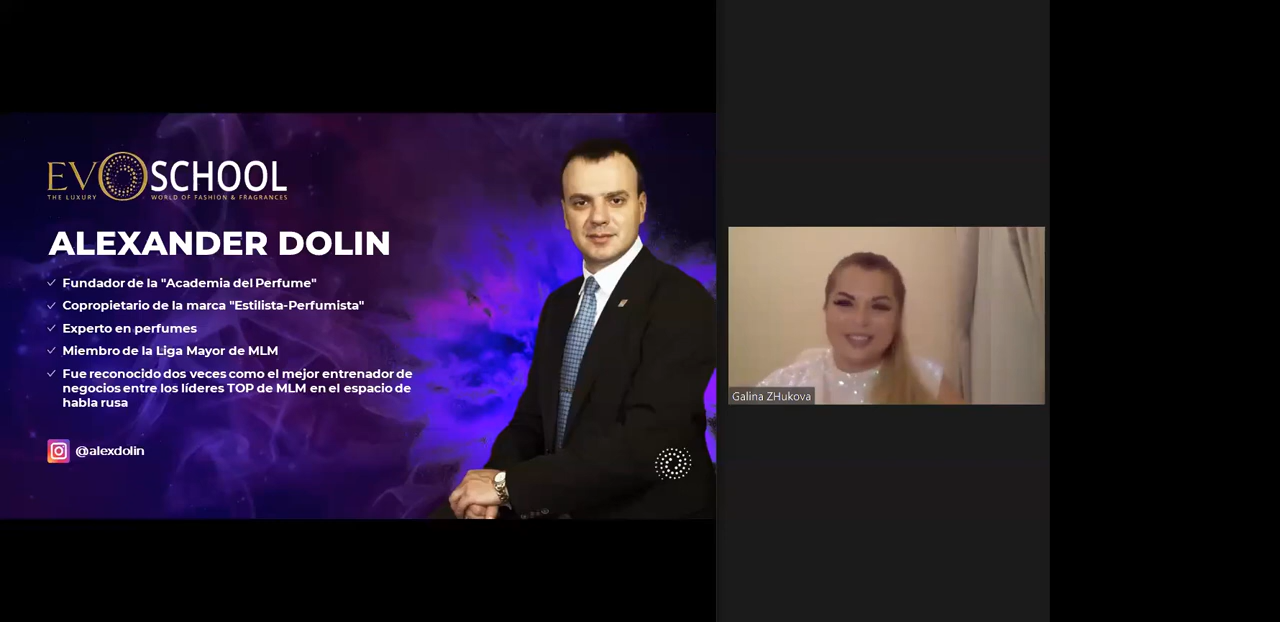 EVOSCHOOL
THE LUXURY WORLD OF FASHION & FRAGRANCES
ALEXANDER DOLIN
Fundador de la "Academia del Perfume"
Copropietario de la marca "Estilista-Perfumista"
Experto en perfumes
Miembro de la Liga Mayor de MLM
Fue reconocido dos veces como el mejor entrenador de
negocios entre los líderes TOP de MLM en el espacio de
habla rusa
@alexdolin
Galina ZHukova